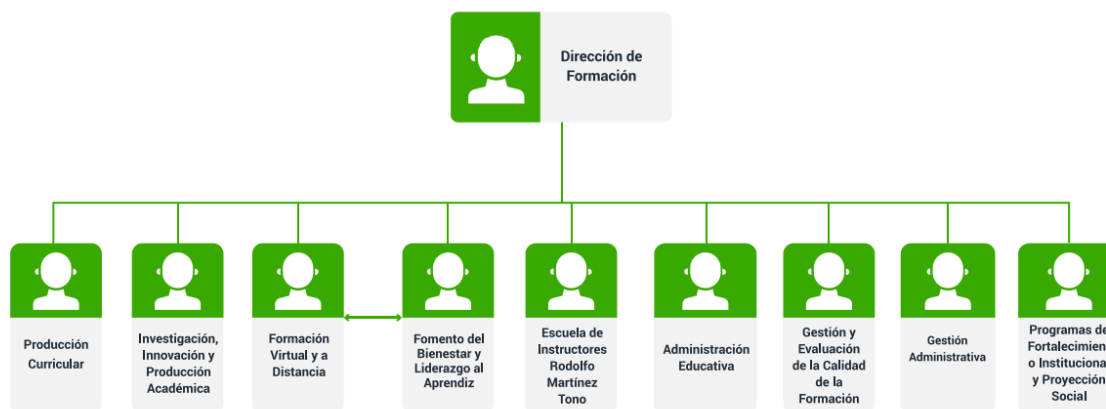 Dirección de
Formación
Producción
Curricular
Investigación,
Innovación y
Producción
Académica
Formación
Virtual y a
Distancia
Fomento del
Bienestar y
Liderazgo al
Aprendiz
Escuela de
Instructores
Rodolfo
Martínez
Tono
Administración
Educativa
Gestión y
Evaluación
de la Calidad
de la
Formación
Gestión
Administrativa
Programas de
Fortalecimien
o Instituciona
y Proyección
Social